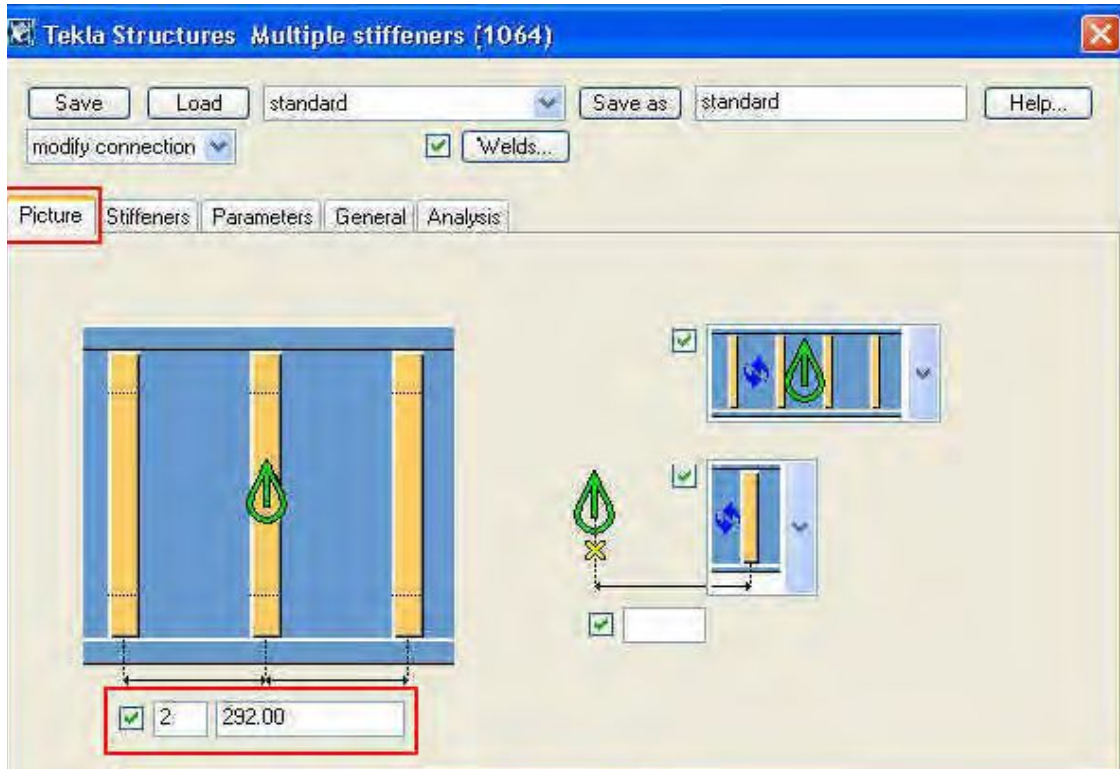 Tekla Structures Multiple stiffeners (1064)
Save Load standard Save as standard Help...
modify connection Welds...
Picture Stiffeners Parameters General Analysis
2 292.00